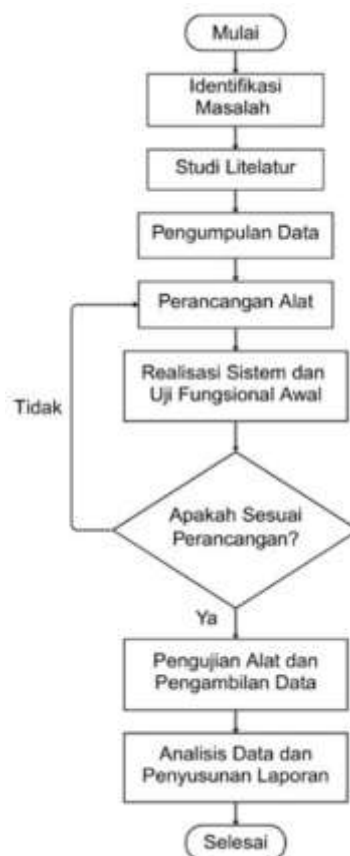 Mulai
Identifikasi
Masalah
Studi Litelatur
Pengumpulan Data
Perancangan Alat
Realisasi Sistem dan
Uji Fungsional Awal
Tidak
Apakah Sesuai
Perancangan?
Ya
Pengujian Alat dan
Pengambilan Data
Analisis Data dan
Penyusunan Laporan
Selesai